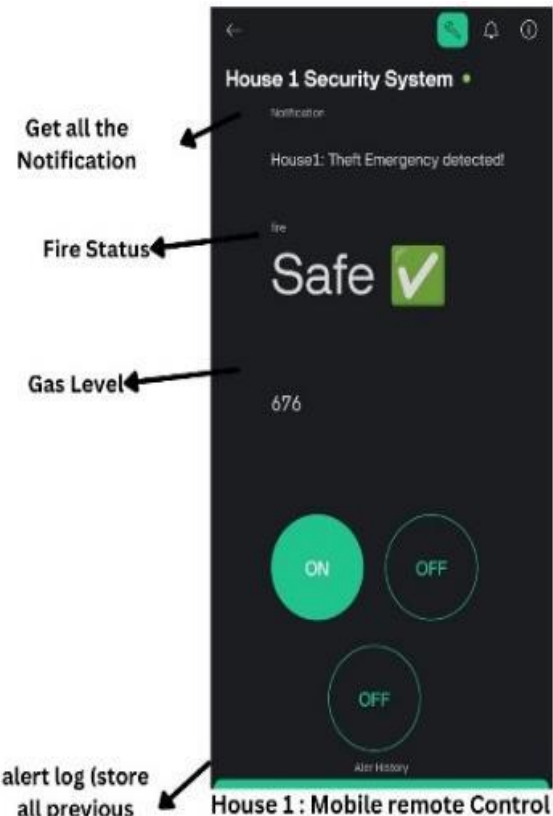 House 1 Security System
Get all the
Notification
Notification
House1: Theft Emergency detected!
Fire Status
fire
Safe
Gas Level
676
ON
OFF
OFF
Aler History
alert log (store
all previous
House 1 : Mobile remote Control